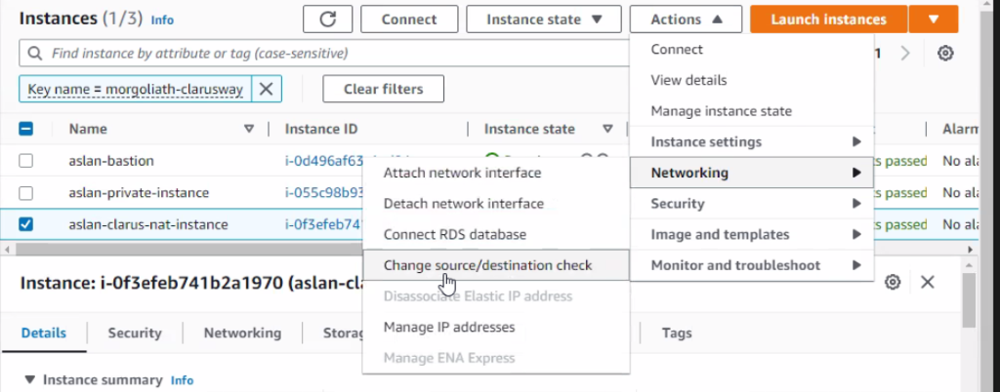 Instances (1/3) Info
Connect
Instance state
Actions
Launch instances
Find instance by attribute or tag (case-sensitive)
1
Key name = morgoliath-clarusway
Clear filters
Connect
View details
Manage instance state
Instance settings
Networking
Security
Image and templates
Monitor and troubleshoot
Name
Instance ID
Instance state
Alarm
aslan-bastion
i-0d496af63
s passed
No ala
aslan-private-instance
i-055c98b93
s passed
No ala
aslan-clarus-nat-instance
i-0f3efeb741
s passed
No ala
Attach network interface
Detach network interface
Connect RDS database
Change source/destination check
Disassociate Elastic IP address
Manage IP addresses
Manage ENA Express
Instance: i-0f3efeb741b2a1970 (aslan-cla
Details
Security
Networking
Storag
Tags
Instance summary Info